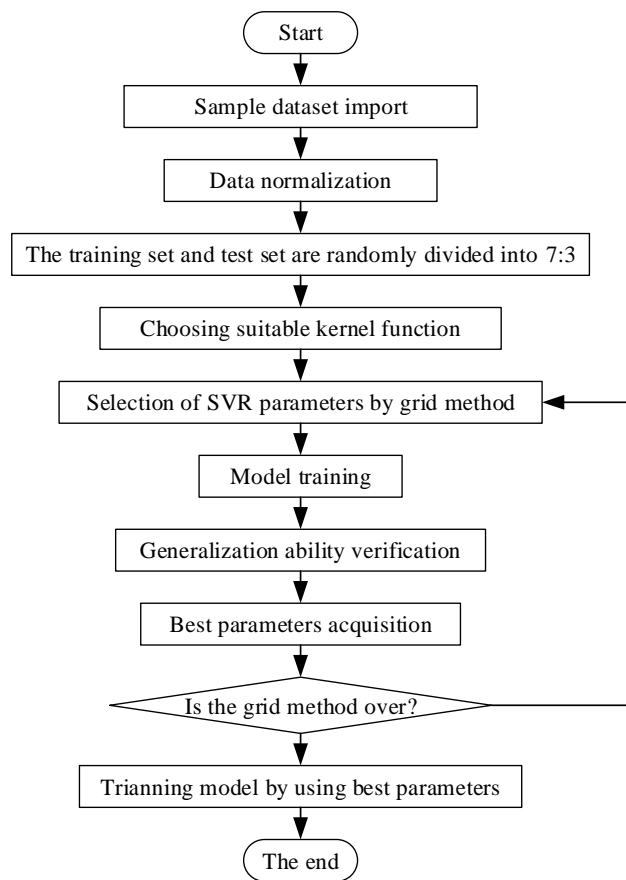 Start
Sample dataset import
Data normalization
The training set and test set are randomly divided into 7:3
Choosing suitable kernel function
Selection of SVR parameters by grid method
Model training
Generalization ability verification
Best parameters acquisition
Is the grid method over?
Trianning model by using best parameters
The end